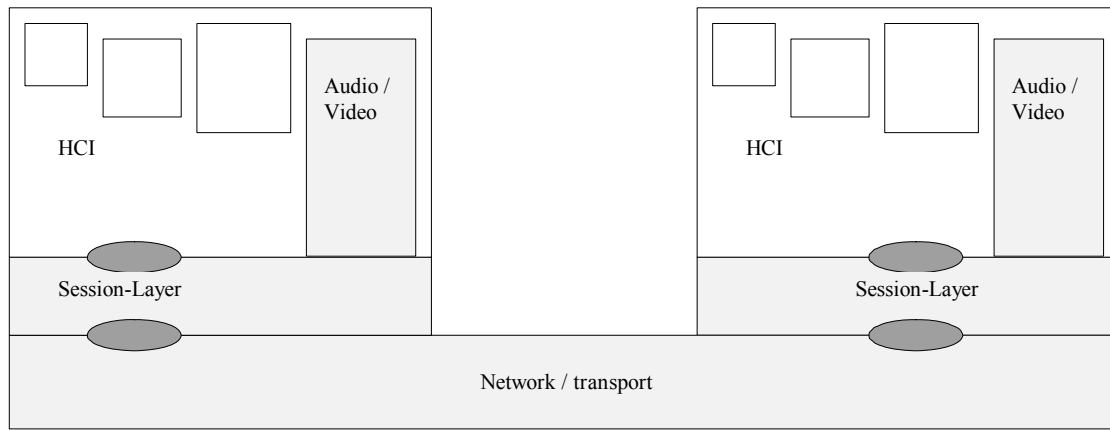 Audio /
Video
HCI
Session-Layer
Audio /
Video
HCI
Session-Layer
Network / transport